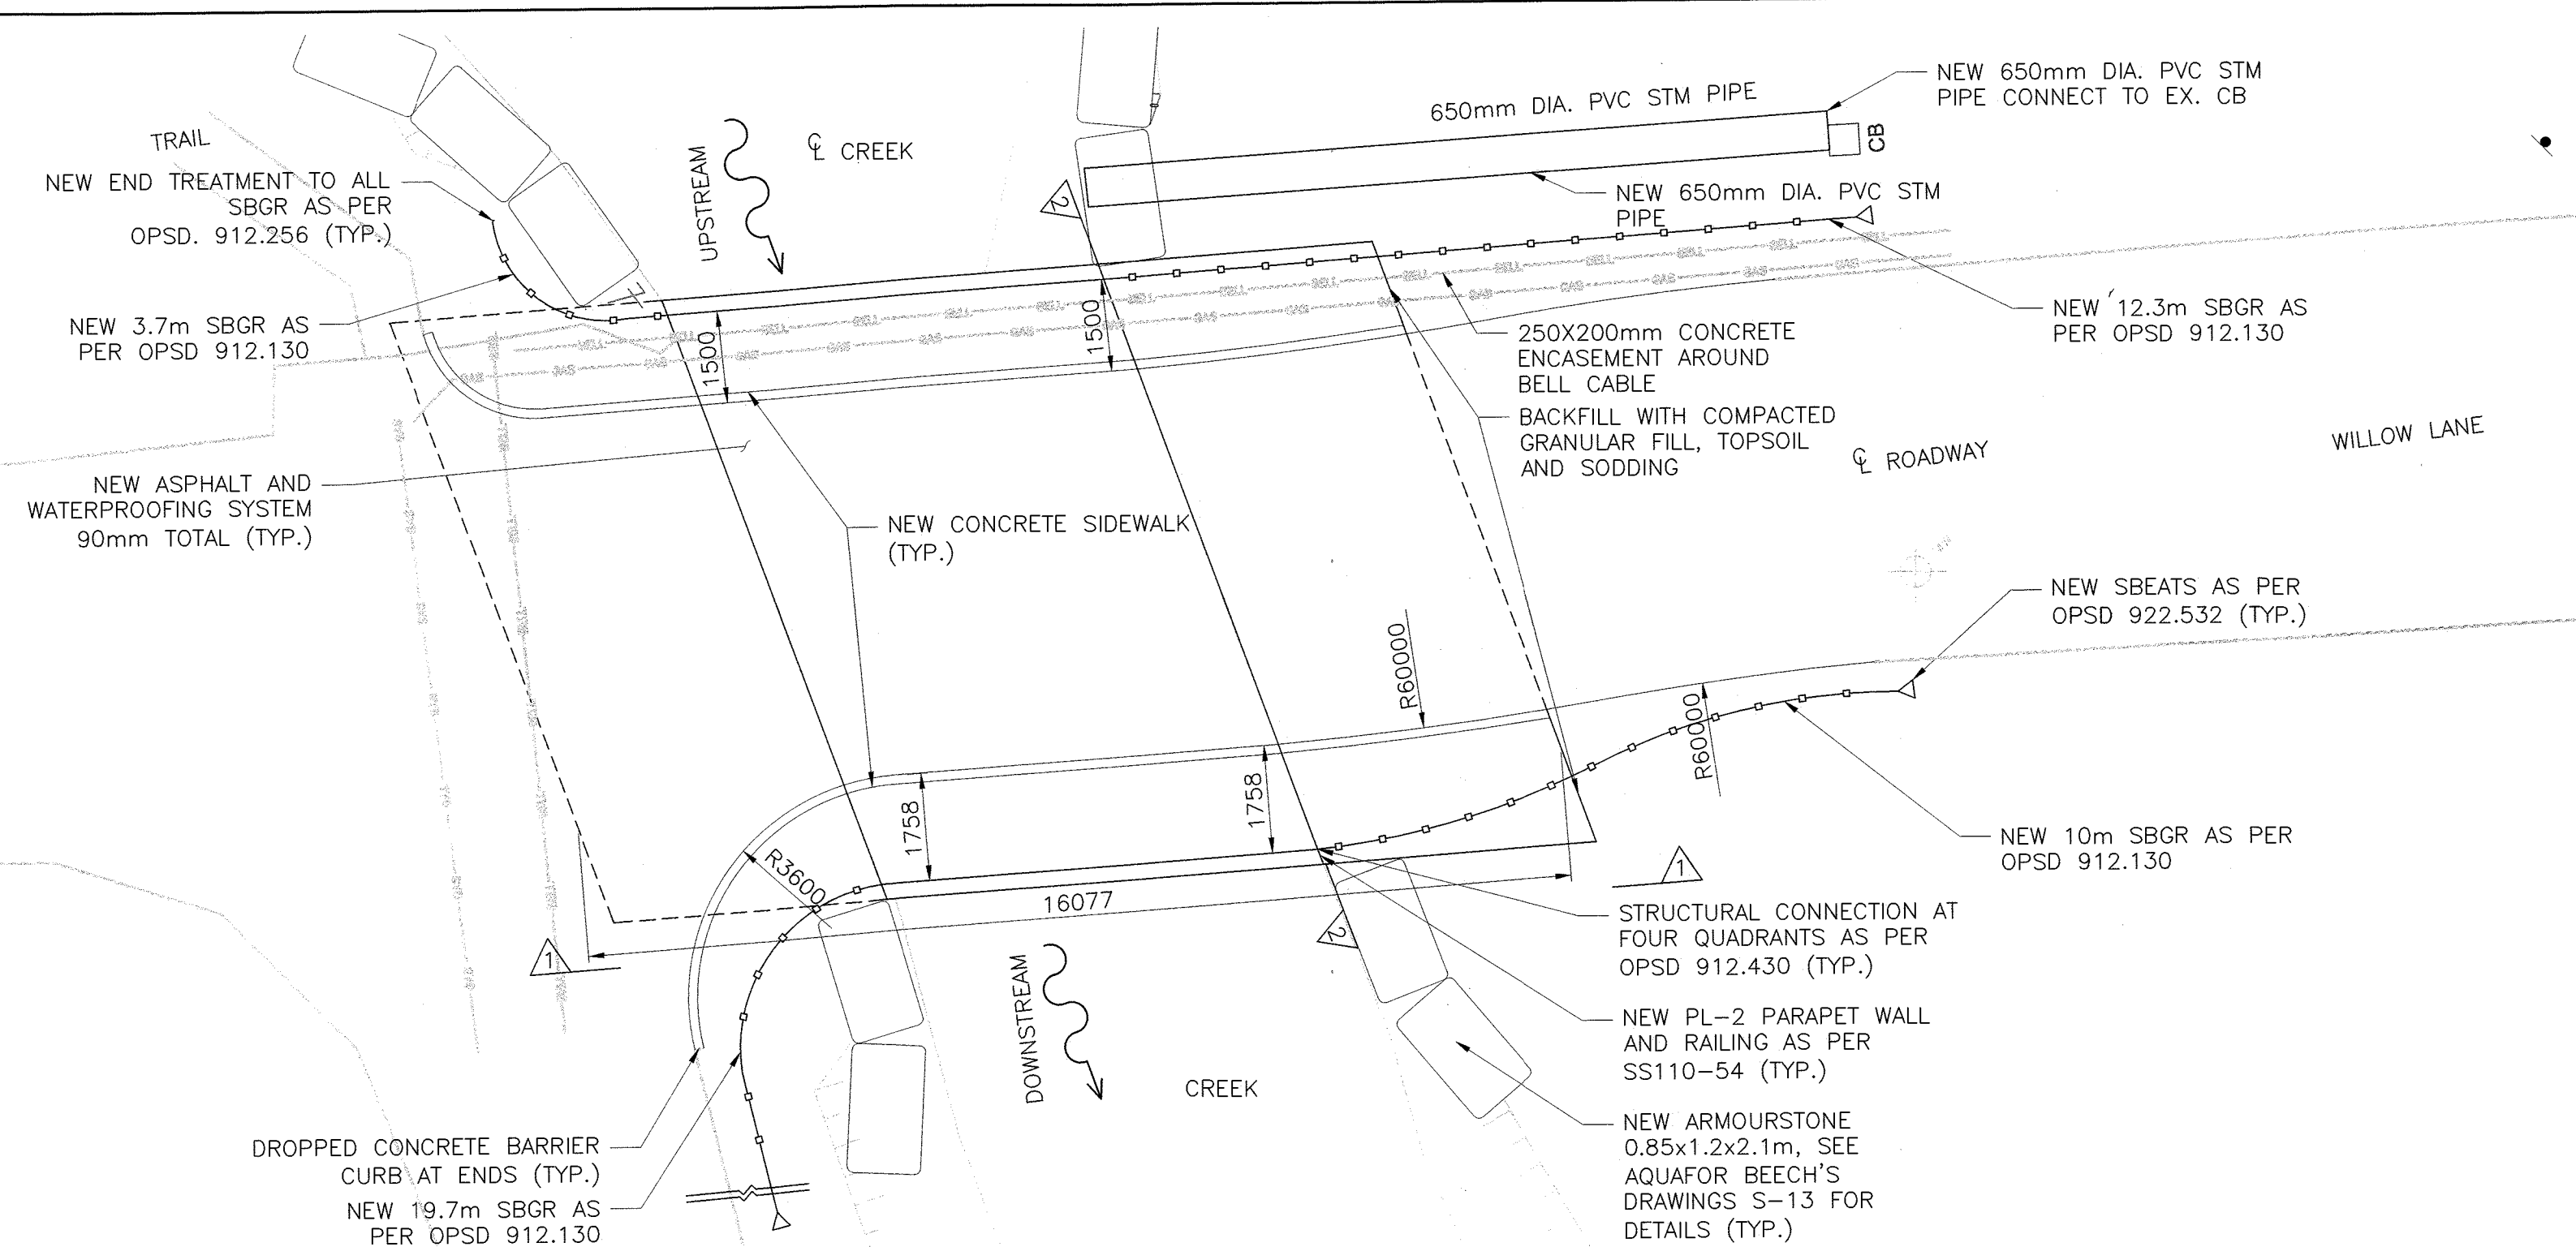 TRAIL
NEW END TREATMENT TO ALL
SBGR AS PER
OPSD. 912.256 (TYP.)
NEW 3.7m SBGR AS
PER OPSD 912.130
NEW ASPHALT AND
WATERPROOFING SYSTEM
90mm TOTAL (TYP.)
UPSTREAM
℄ CREEK
2
650mm DIA. PVC STM PIPE
NEW 650mm DIA. PVC STM
PIPE CONNECT TO EX. CB
CB
NEW 650mm DIA. PVC STM
PIPE
NEW 12.3m SBGR AS
PER OPSD 912.130
BELL
GAS
1500
1500
250X200mm CONCRETE
ENCASEMENT AROUND
BELL CABLE
BACKFILL WITH COMPACTED
GRANULAR FILL, TOPSOIL
AND SODDING
℄ ROADWAY
WILLOW LANE
NEW CONCRETE SIDEWALK
(TYP.)
NEW SBEATS AS PER
OPSD 922.532 (TYP.)
R60000
R60000
1758
1758
R3600
16077
1
1
2
NEW 10m SBGR AS PER
OPSD 912.130
STRUCTURAL CONNECTION AT
FOUR QUADRANTS AS PER
OPSD 912.430 (TYP.)
NEW PL-2 PARAPET WALL
AND RAILING AS PER
SS110-54 (TYP.)
NEW ARMOURSTONE
0.85x1.2x2.1m, SEE
AQUAFOR BEECH'S
DRAWINGS S-13 FOR
DETAILS (TYP.)
DOWNSTREAM
CREEK
DROPPED CONCRETE BARRIER
CURB AT ENDS (TYP.)
NEW 19.7m SBGR AS
PER OPSD 912.130